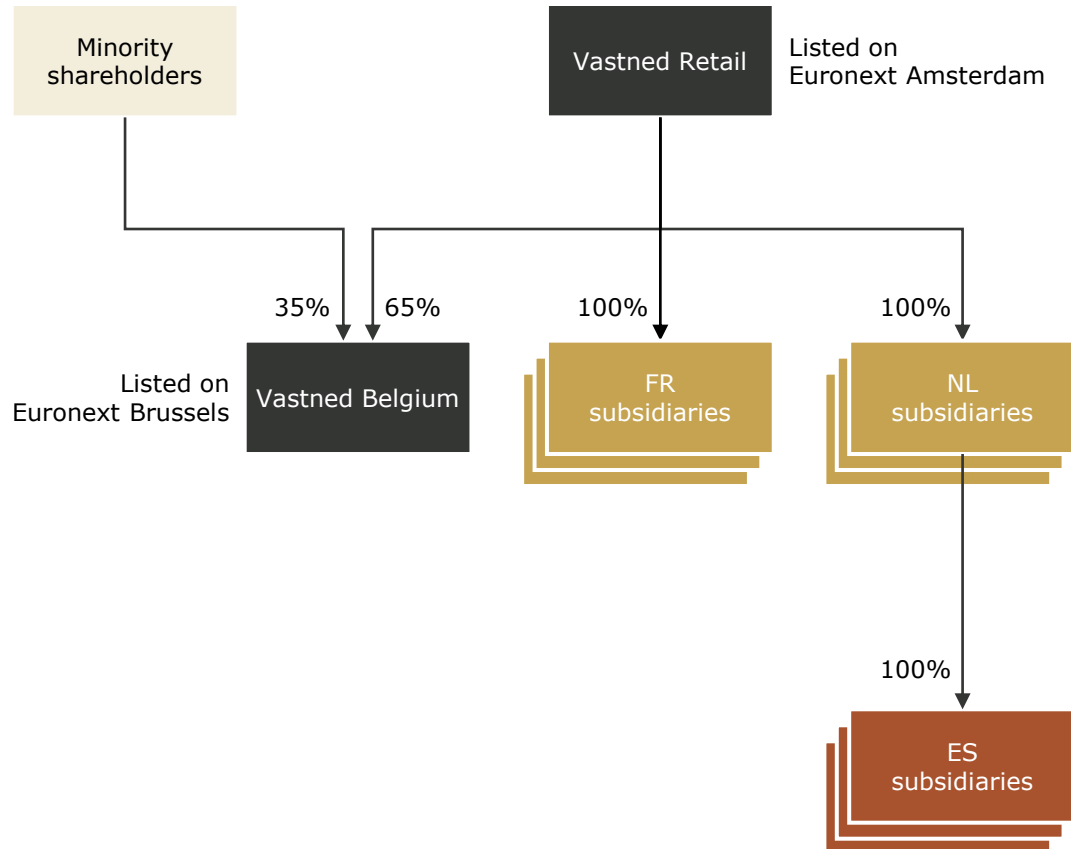 Minority
shareholders
Vastned Retail
Listed on
Euronext Amsterdam
35%
65%
100%
100%
Listed on
Euronext Brussels
Vastned Belgium
FR
subsidiaries
NL
subsidiaries
100%
ES
subsidiaries